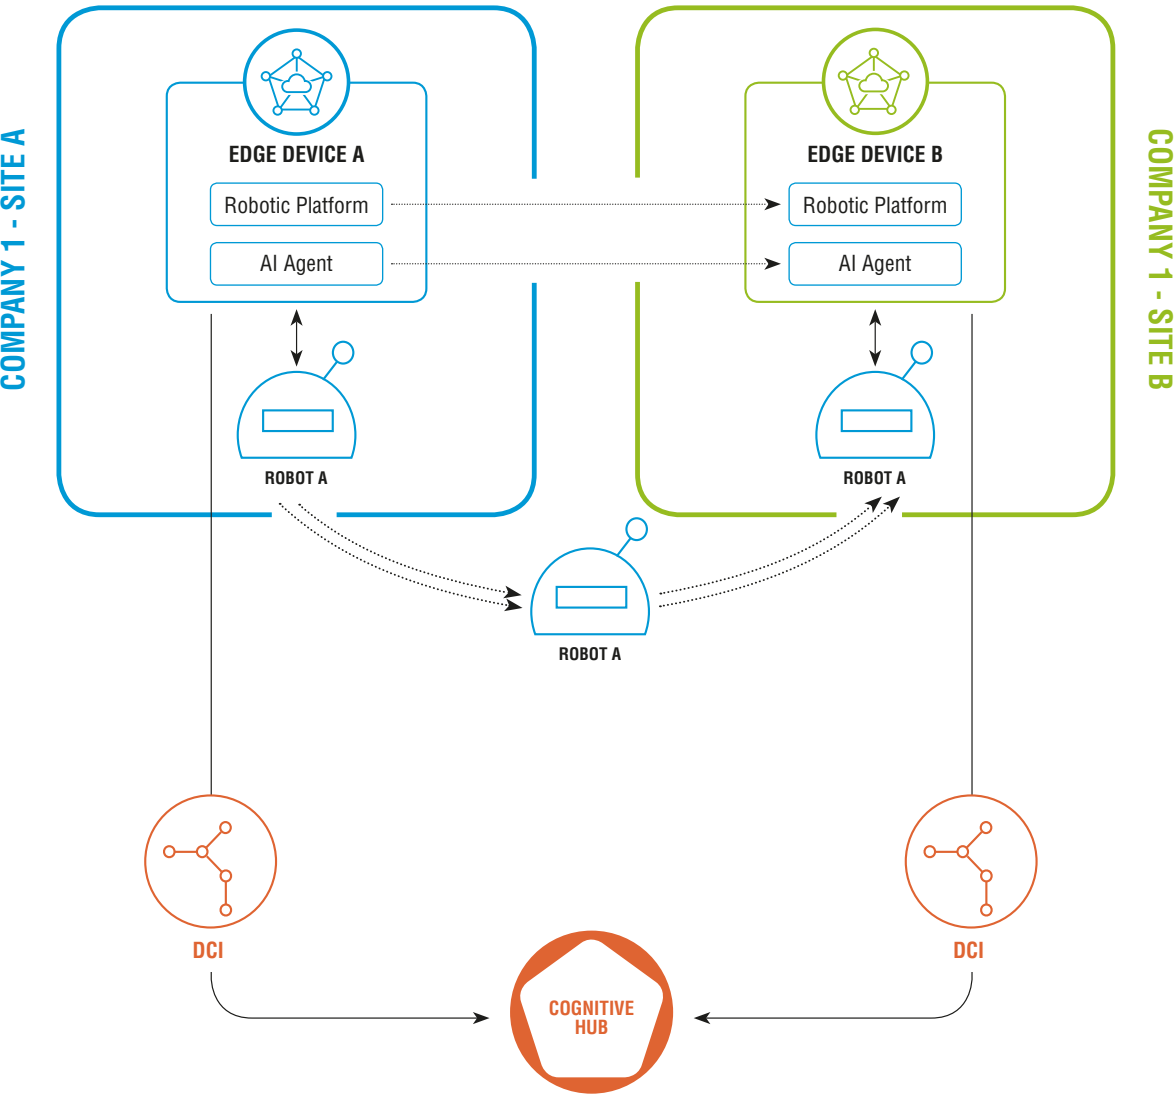 COMPANY 1 - SITE A
EDGE DEVICE A
Robotic Platform
AI Agent
ROBOT A
COMPANY 1 - SITE B
EDGE DEVICE B
Robotic Platform
AI Agent
ROBOT A
ROBOT A
DCI
DCI
COGNITIVE
HUB